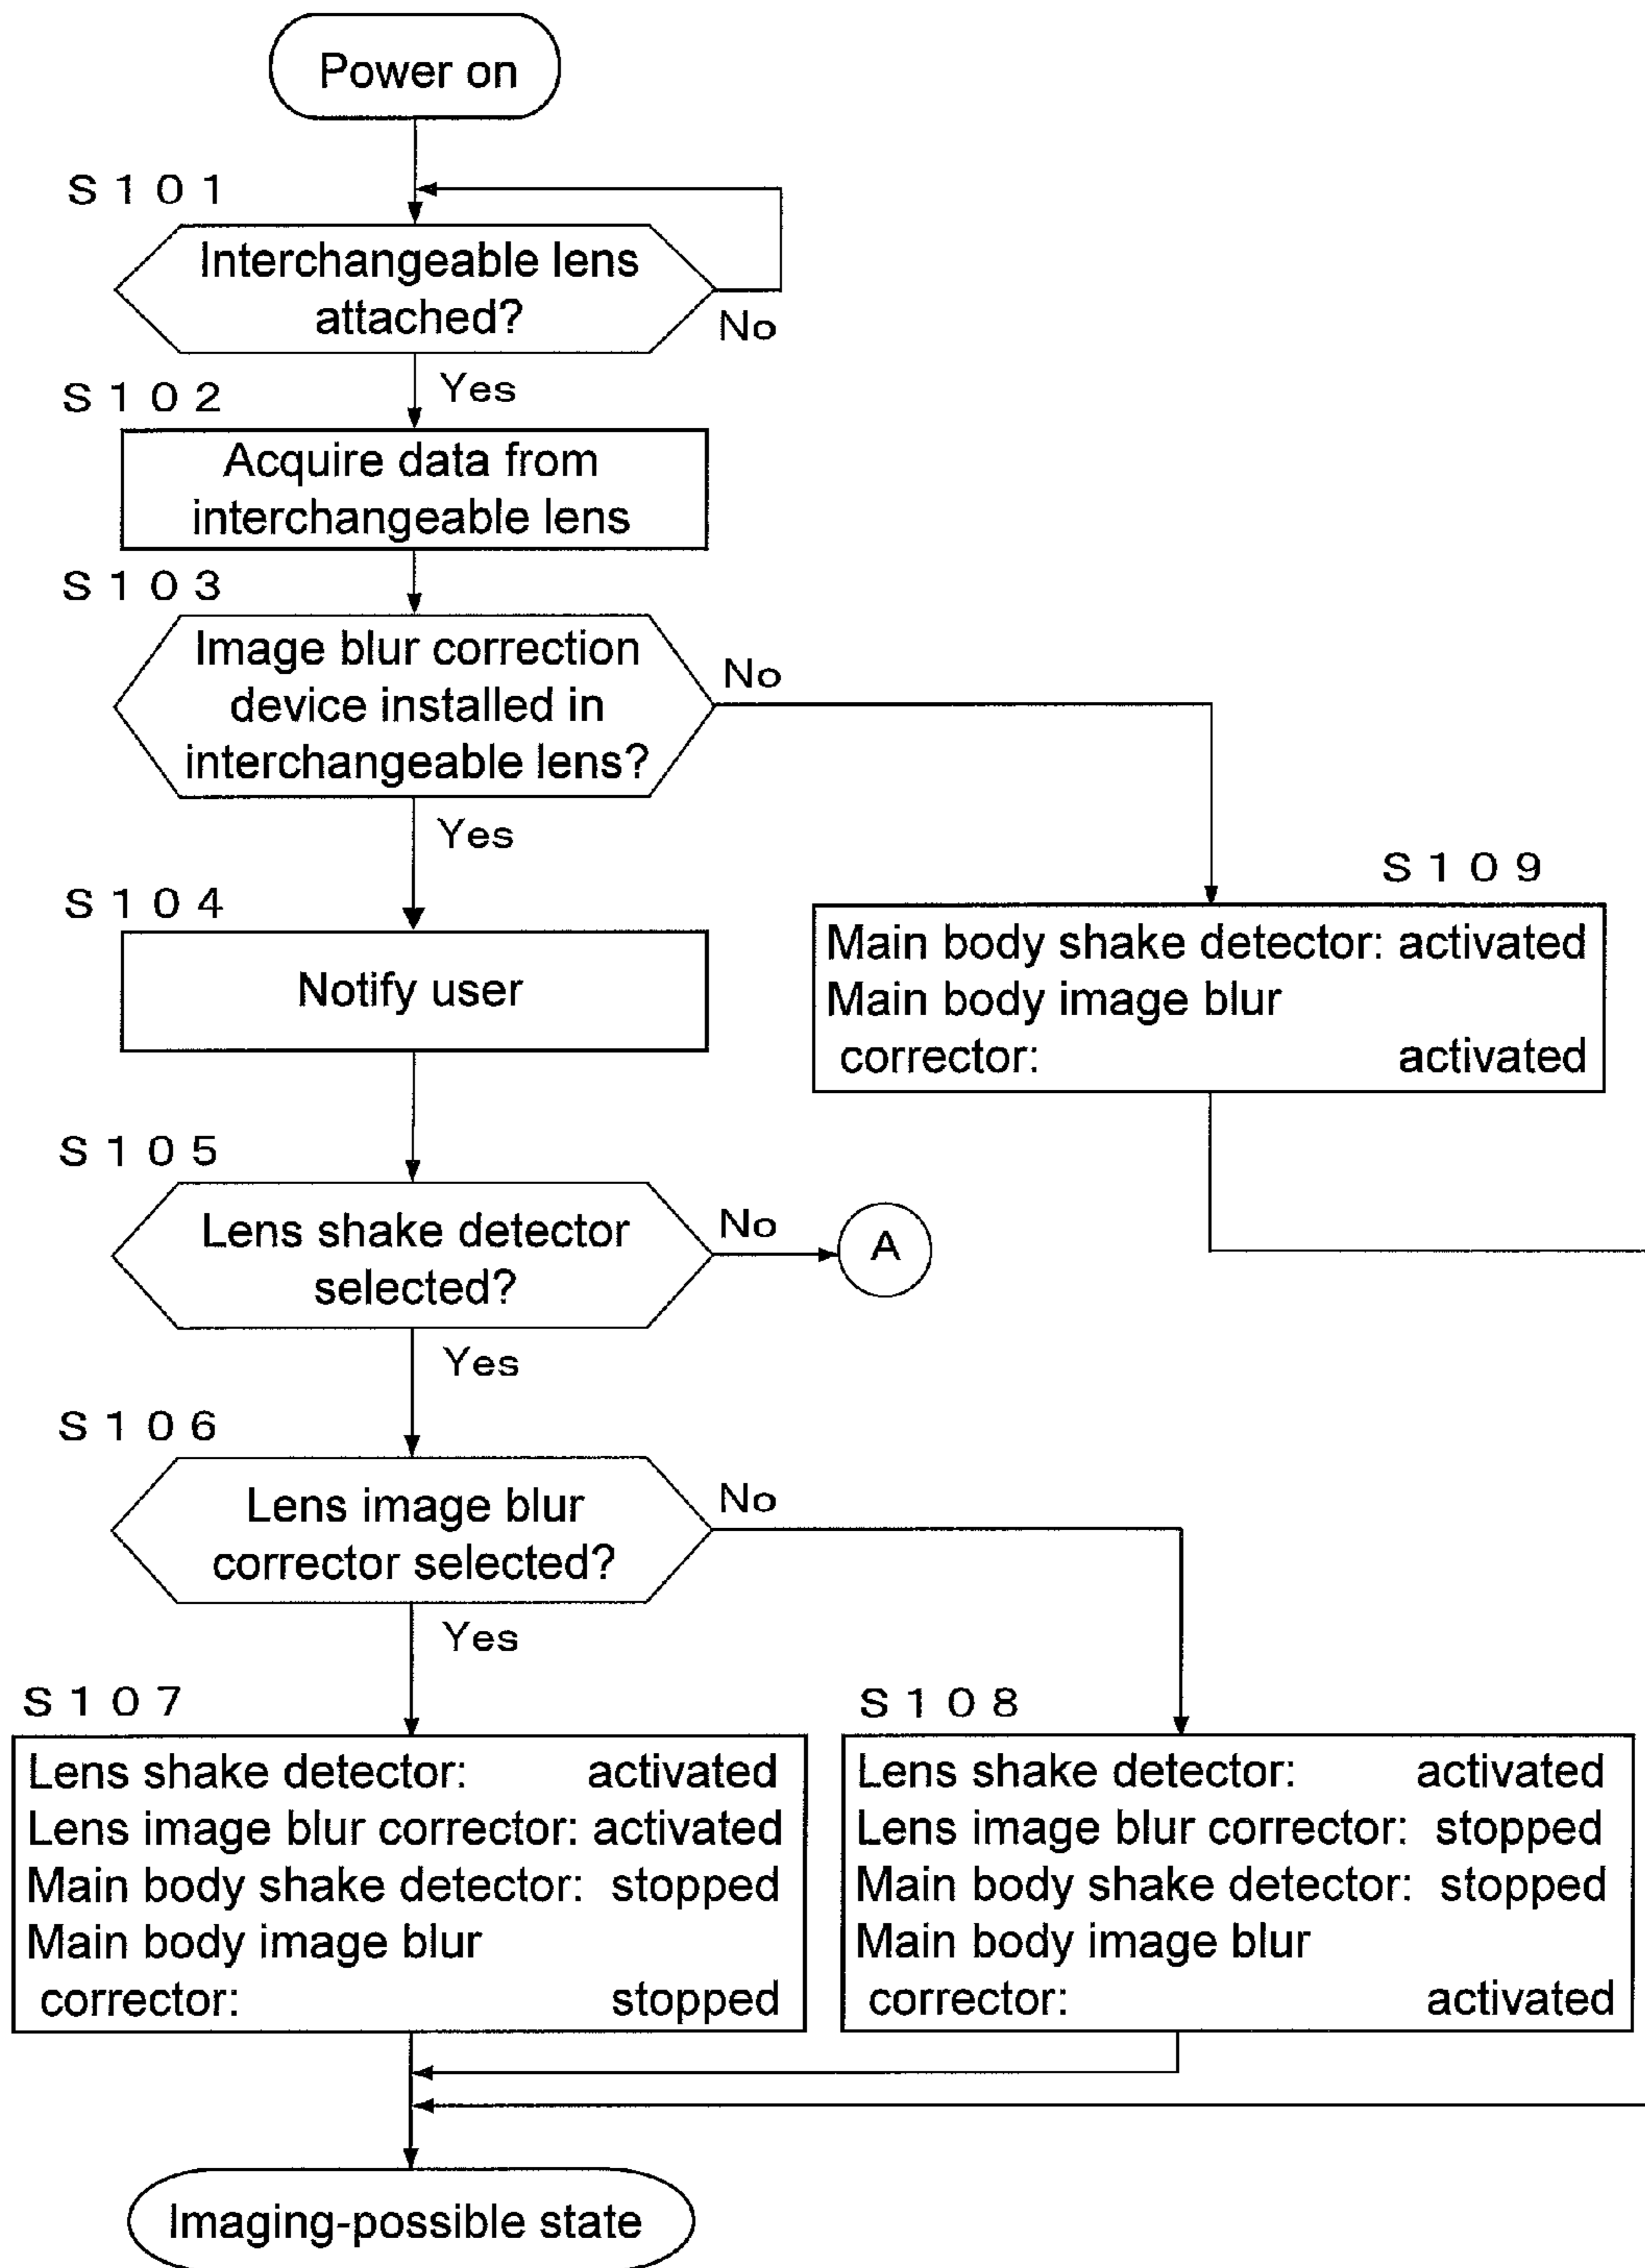 Power on
S101
Interchangeable lens
attached?
No
Yes
S102
Acquire data from
interchangeable lens
S103
Image blur correction
device installed in
interchangeable lens?
No
Yes
S104
Notify user
S109
Main body shake detector: activated
Main body image blur
corrector: activated
S105
Lens shake detector
selected?
No
A
Yes
S106
Lens image blur
corrector selected?
No
Yes
S107
Lens shake detector: activated
Lens image blur corrector: activated
Main body shake detector: stopped
Main body image blur
corrector: stopped
S108
Lens shake detector: activated
Lens image blur corrector: stopped
Main body shake detector: stopped
Main body image blur
corrector: activated
Imaging-possible state